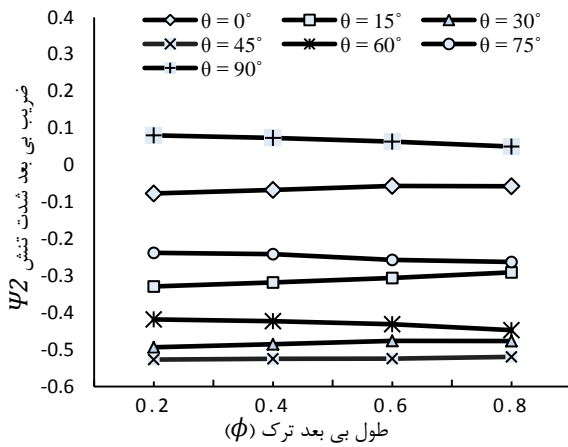 θ = 0˚ θ = 15˚ θ = 30˚
θ = 45˚ θ = 60˚ θ = 75˚
θ = 90˚
0.4
0.3
0.2
0.1
0
-0.1
-0.2
-0.3
-0.4
-0.5
-0.6
0.2 0.4 0.6 0.8
ضریب بی بعد شدت تنش Ψ2
طول بی بعد ترک (ϕ)